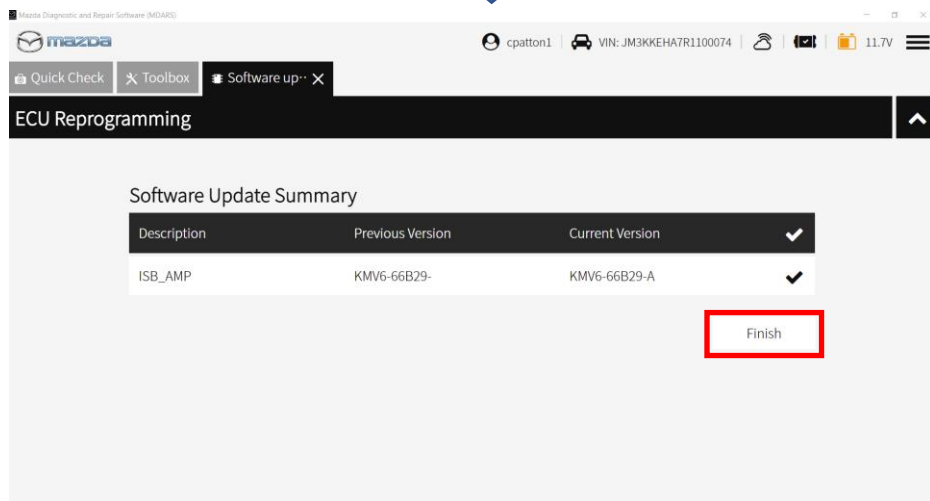 Mazda Diagnostic and Repair Software (MDARS)
mazda cpatton1 VIN: JM3KKEHA7R1100074 11.7V
Quick Check Toolbox Software up··
ECU Reprogramming
Software Update Summary
Description Previous Version Current Version
ISB_AMP KMV6-66B29- KMV6-66B29-A
Finish